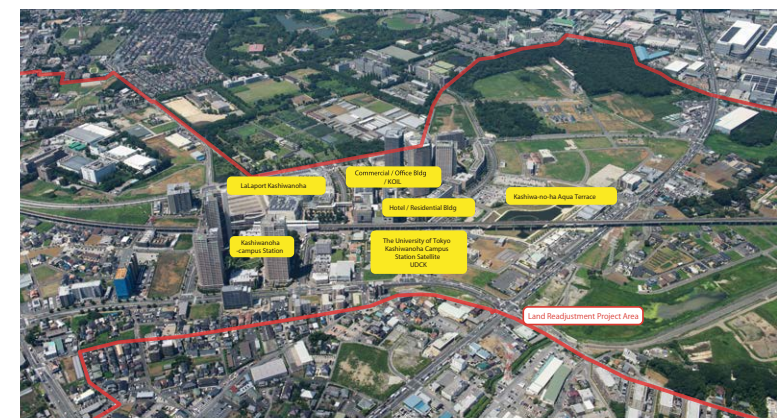 LaLaport Kashiwanoha
Commercial / Office Bldg
/ KOIL
Kashiwa-no-ha Aqua Terrace
Hotel / Residential Bldg
Kashiwanoha
-campus Station
The University of Tokyo
Kashiwanoha Campus
Station Satellite
UDCK
Land Readjustment Project Area